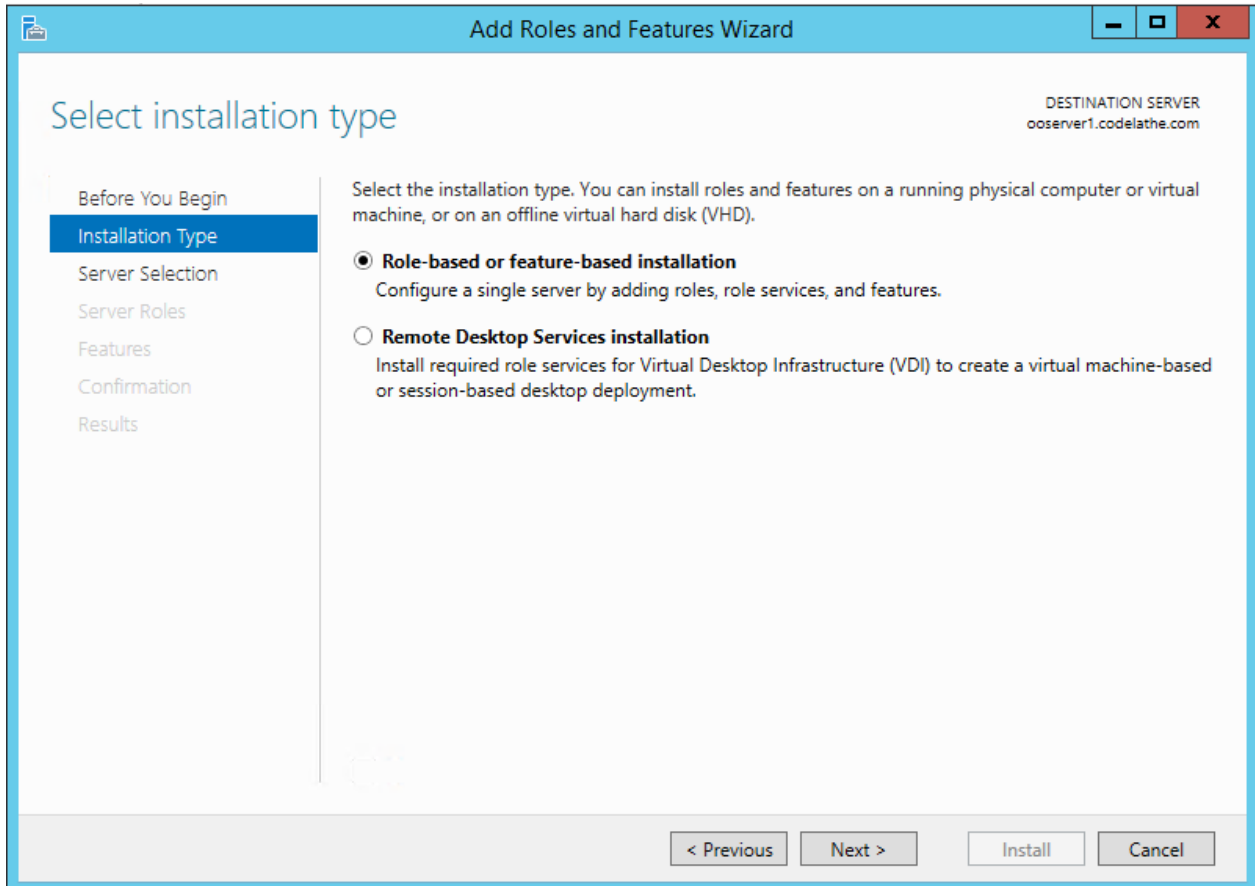 Add Roles and Features Wizard
Select installation type
DESTINATION SERVER
ooserver1.codelathe.com
Before You Begin
Installation Type
Server Selection
Server Roles
Features
Confirmation
Results
Select the installation type. You can install roles and features on a running physical computer or virtual
machine, or on an offline virtual hard disk (VHD).
Role-based or feature-based installation
Configure a single server by adding roles, role services, and features.
Remote Desktop Services installation
Install required role services for Virtual Desktop Infrastructure (VDI) to create a virtual machine-based
or session-based desktop deployment.
< Previous
Next >
Install
Cancel